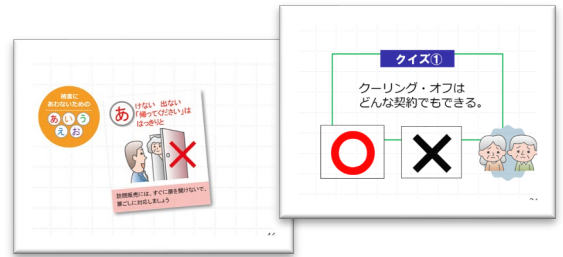 被害に
あわないための
あいう
えお
あ
けない 出ない
「帰ってください」は
はっきりと
訪問販売には、すぐに扉を開けないで、
扉ごしに対応しましょう
クイズ①
クーリング・オフは
どんな契約でもできる。